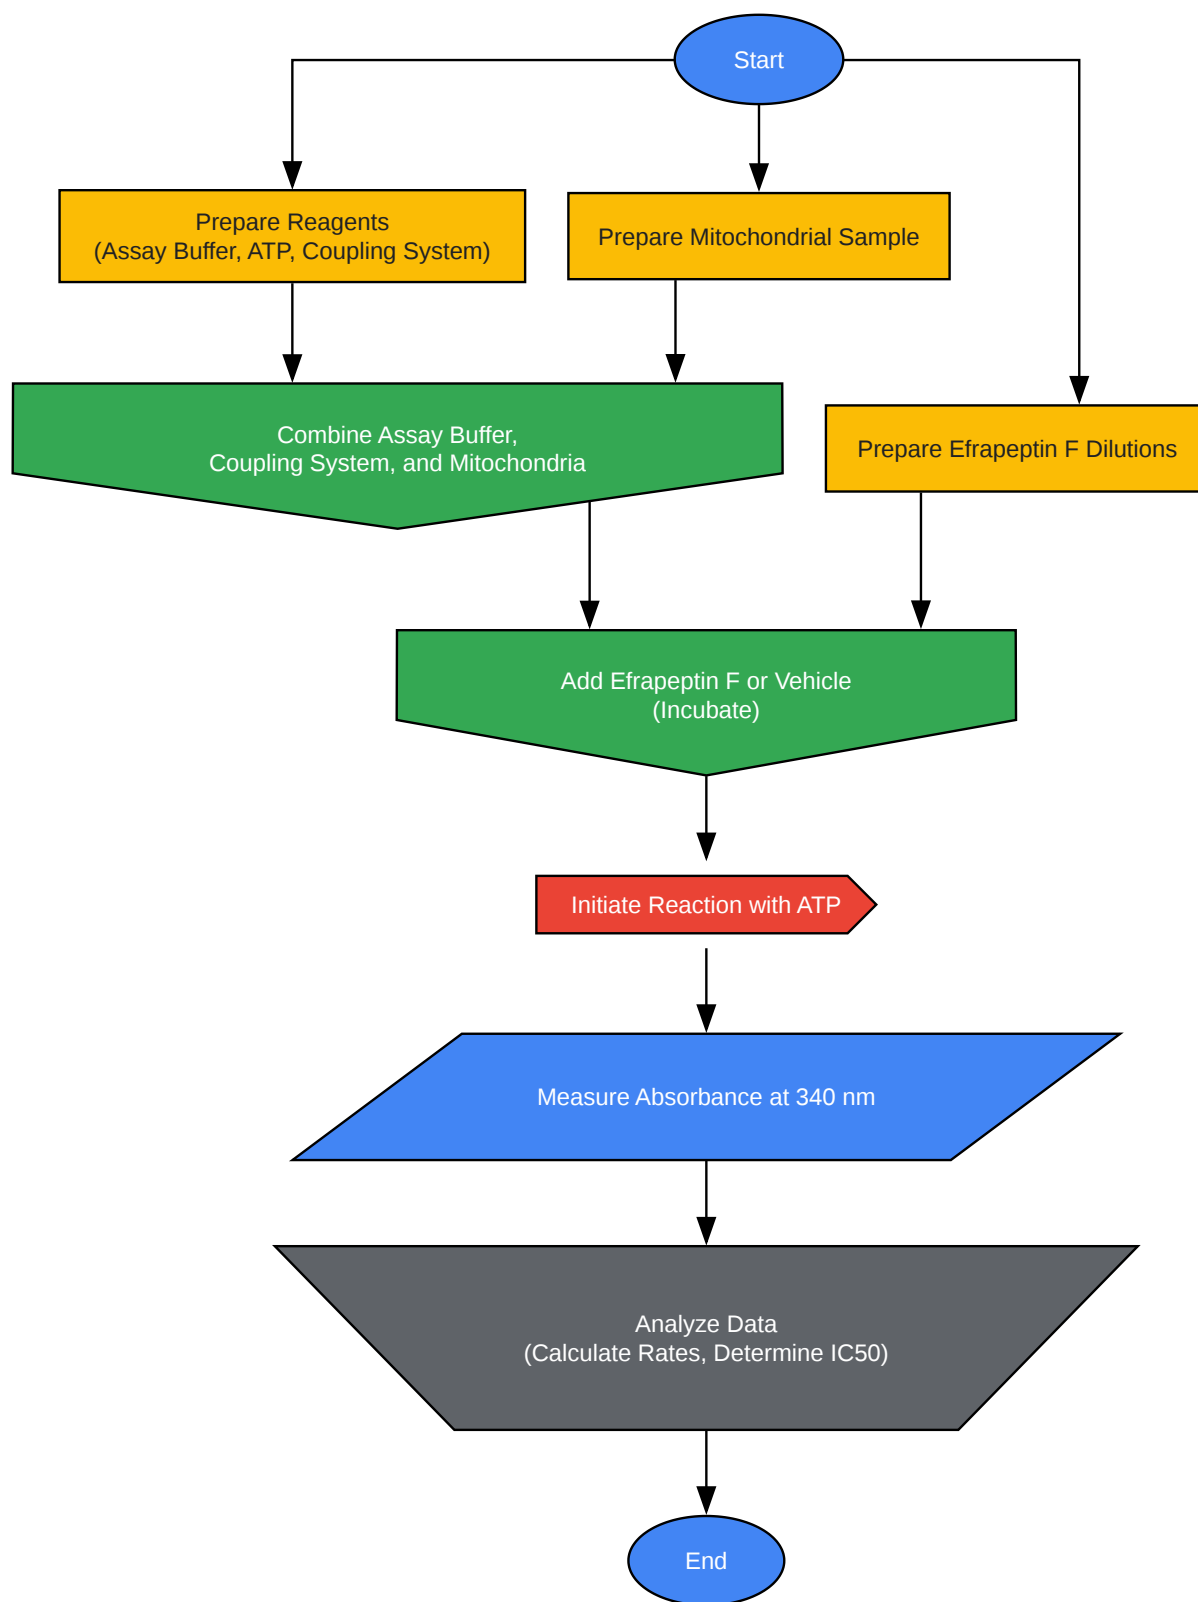 Start
Prepare Reagents
(Assay Buffer, ATP, Coupling System)
Prepare Mitochondrial Sample
Combine Assay Buffer,
Coupling System, and Mitochondria
Prepare Efrapeptin F Dilutions
Add Efrapeptin F or Vehicle
(Incubate)
Initiate Reaction with ATP
Measure Absorbance at 340 nm
Analyze Data
(Calculate Rates, Determine IC50)
End